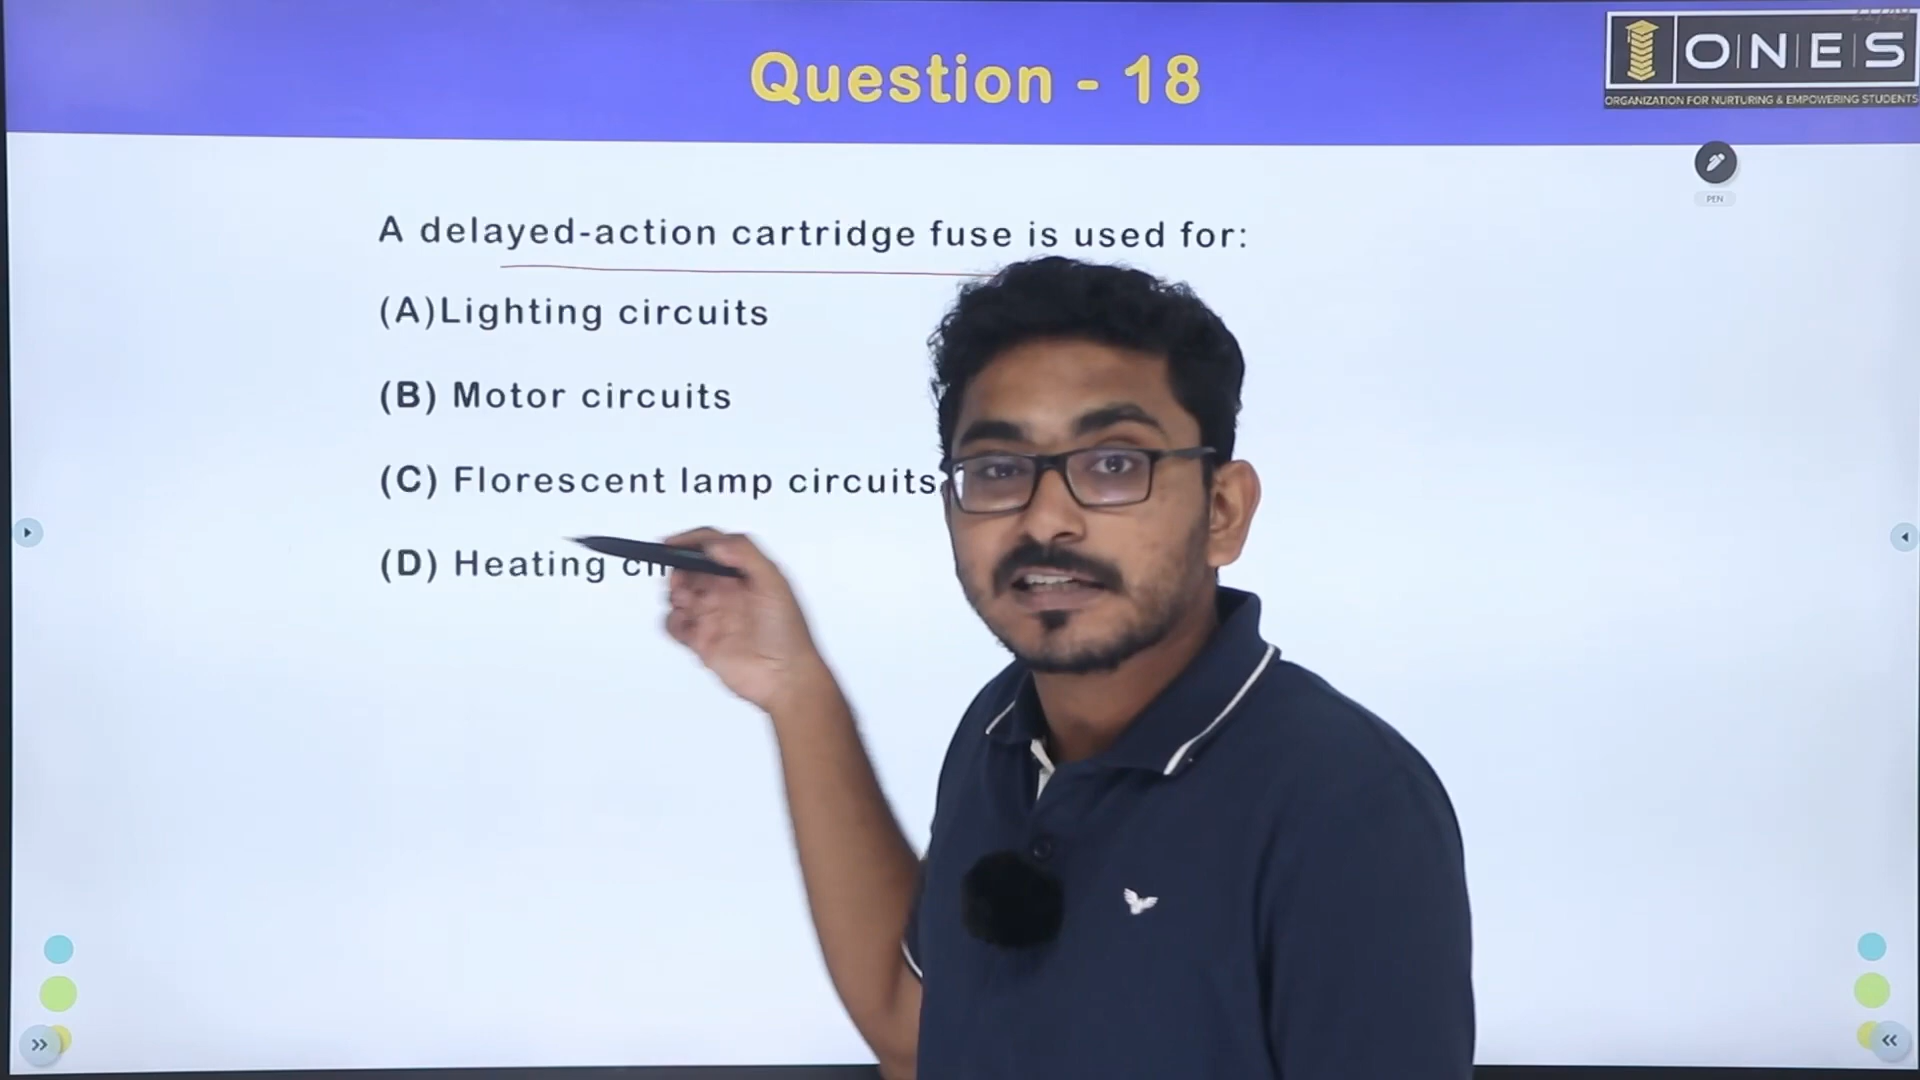 Question - 18
ONES
ORGANIZATION FOR NURTURING & EMPOWERING STUDENTS
PEN
A delayed-action cartridge fuse is used for:
(A)Lighting circuits
(B) Motor circuits
(C) Florescent lamp circuits
(D) Heating